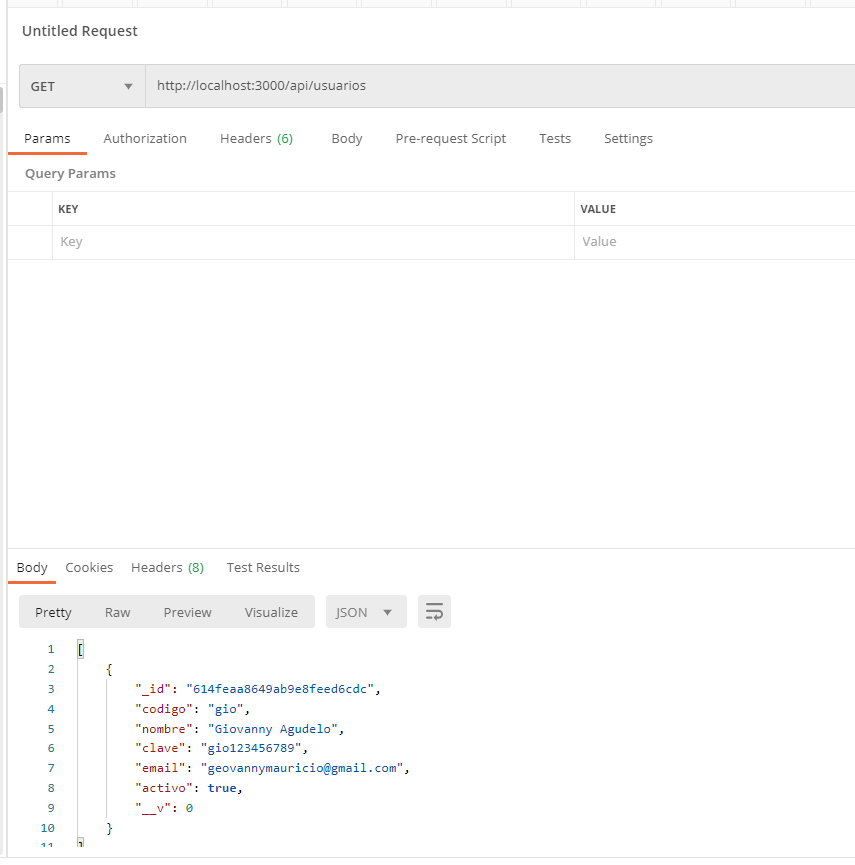 Untitled Request
GET http://localhost:3000/api/usuarios
Params Authorization Headers (6) Body Pre-request Script Tests Settings
Query Params
KEY VALUE
Key Value
Body Cookies Headers (8) Test Results
Pretty Raw Preview Visualize JSON
1 [
2 {
3 "_id": "614feaa8649ab9e8feed6cdc",
4 "codigo": "gio",
5 "nombre": "Giovanny Agudelo",
6 "clave": "gio123456789",
7 "email": "geovannymauricio@gmail.com",
8 "activo": true,
9 "__v": 0
10 }
11 ]